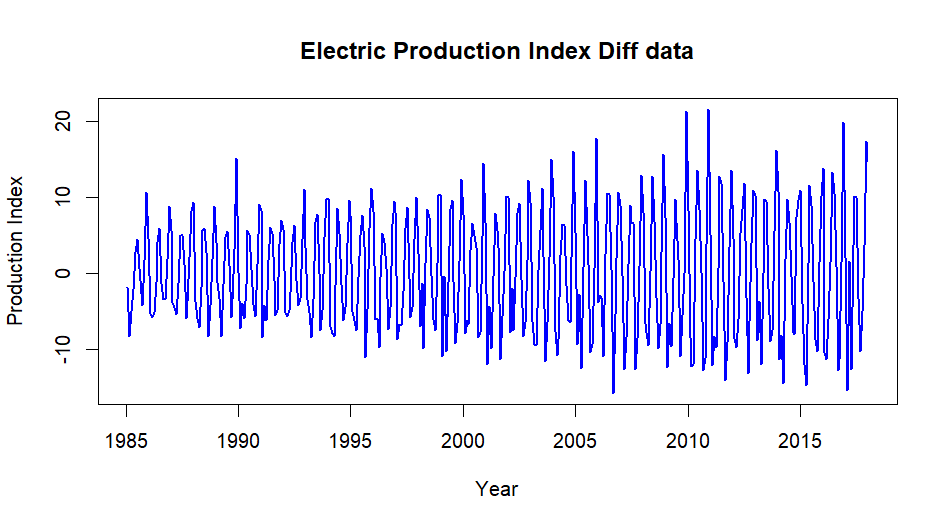 Electric Production Index Diff data
Production Index
20
10
0
-10
1985 1990 1995 2000 2005 2010 2015
Year